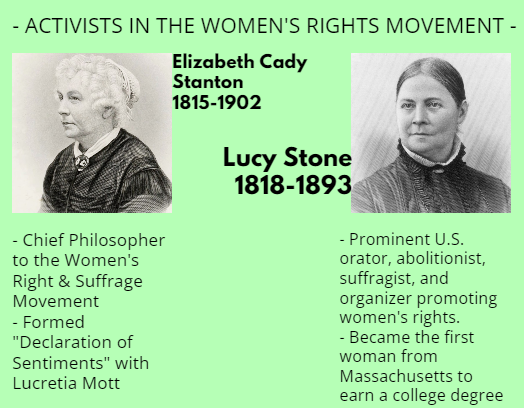 - ACTIVISTS IN THE WOMEN'S RIGHTS MOVEMENT -
Elizabeth Cady
Stanton
1815-1902
Lucy Stone
1818-1893
- Chief Philosopher
to the Women's
Right & Suffrage
Movement
- Formed
"Declaration of
Sentiments" with
Lucretia Mott
- Prominent U.S.
orator, abolitionist,
suffragist, and
organizer promoting
women's rights.
- Became the first
woman from
Massachusetts to
earn a college degree